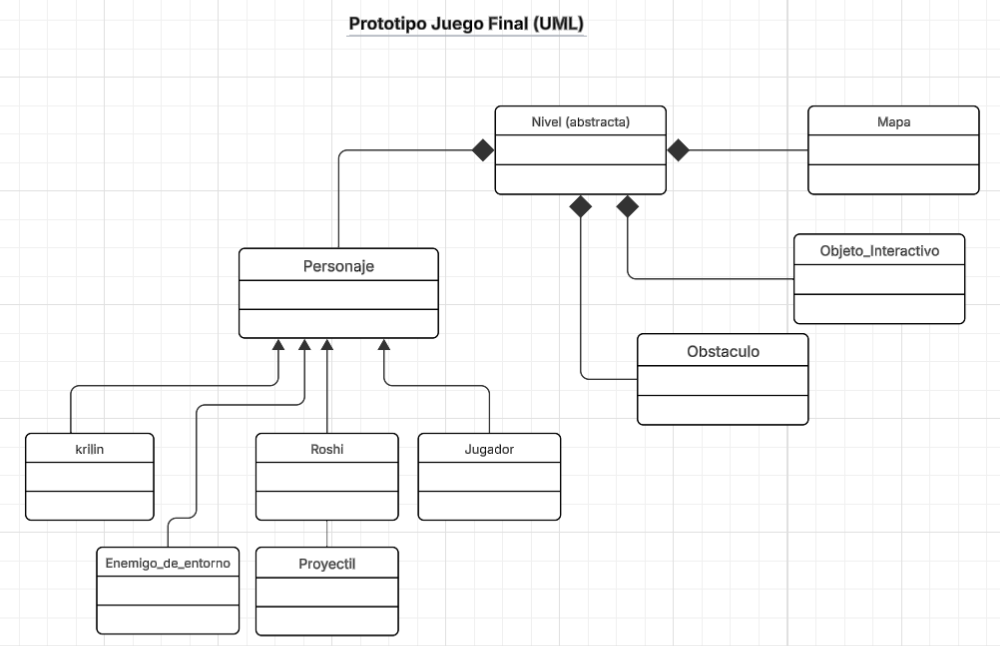 Prototipo Juego Final (UML)
Nivel (abstracta)
Mapa
Personaje
Objeto_Interactivo
Obstaculo
krilin
Roshi
Jugador
Enemigo_de_entorno
Proyectil